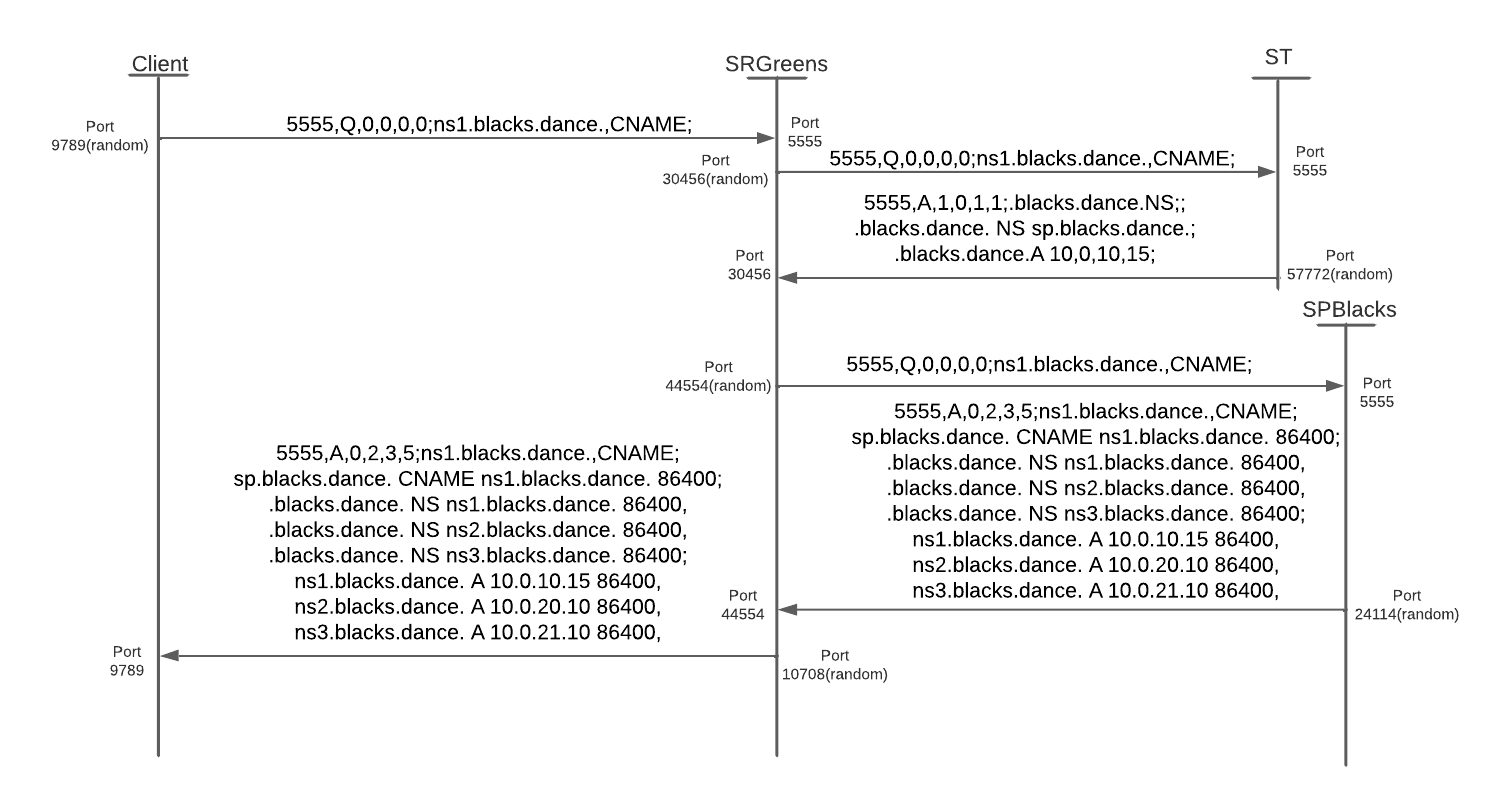 Client
SRGreens
ST
Port
9789(random)
5555,Q,0,0,0,0;ns1.blacks.dance.,CNAME;
Port
5555
Port
30456(random)
5555,Q,0,0,0,0;ns1.blacks.dance.,CNAME;
Port
5555
5555,A,1,0,1,1;.blacks.dance.NS;;
.blacks.dance. NS sp.blacks.dance.;
.blacks.dance.A 10,0,10,15;
Port
30456
Port
57772(random)
SPBlacks
Port
44554(random)
5555,Q,0,0,0,0;ns1.blacks.dance.,CNAME;
Port
5555
5555,A,0,2,3,5;ns1.blacks.dance.,CNAME;
sp.blacks.dance. CNAME ns1.blacks.dance. 86400;
.blacks.dance. NS ns1.blacks.dance. 86400,
.blacks.dance. NS ns2.blacks.dance. 86400,
.blacks.dance. NS ns3.blacks.dance. 86400;
ns1.blacks.dance. A 10.0.10.15 86400,
ns2.blacks.dance. A 10.0.20.10 86400,
ns3.blacks.dance. A 10.0.21.10 86400,
Port
44554
Port
24114(random)
5555,A,0,2,3,5;ns1.blacks.dance.,CNAME;
sp.blacks.dance. CNAME ns1.blacks.dance. 86400;
.blacks.dance. NS ns1.blacks.dance. 86400,
.blacks.dance. NS ns2.blacks.dance. 86400,
.blacks.dance. NS ns3.blacks.dance. 86400;
ns1.blacks.dance. A 10.0.10.15 86400,
ns2.blacks.dance. A 10.0.20.10 86400,
ns3.blacks.dance. A 10.0.21.10 86400,
Port
9789
Port
10708(random)